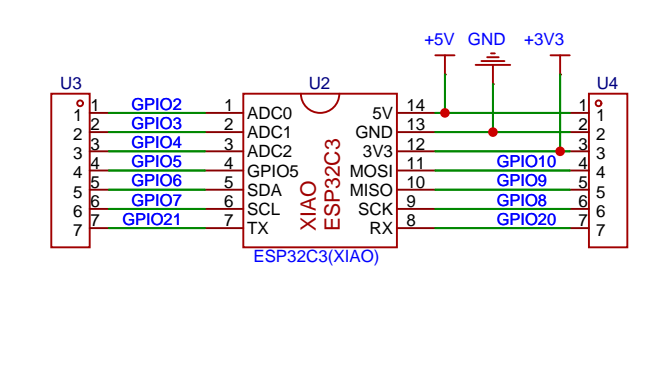 +5V GND +3V3
U3 U2 U4
1 1 GPIO2 1 ADC0 5V 14 1 1
2 2 GPIO3 2 ADC1 GND 13 2 2
3 3 GPIO4 3 ADC2 3V3 12 3 3
4 4 GPIO5 4 GPIO5 MOSI 11 GPIO10 4 4
5 5 GPIO6 5 SDA MISO 10 GPIO9 5 5
6 6 GPIO7 6 SCL SCK 9 GPIO8 6 6
7 7 GPIO21 7 TX RX 8 GPIO20 7 7
XIAO
ESP32C3
ESP32C3(XIAO)